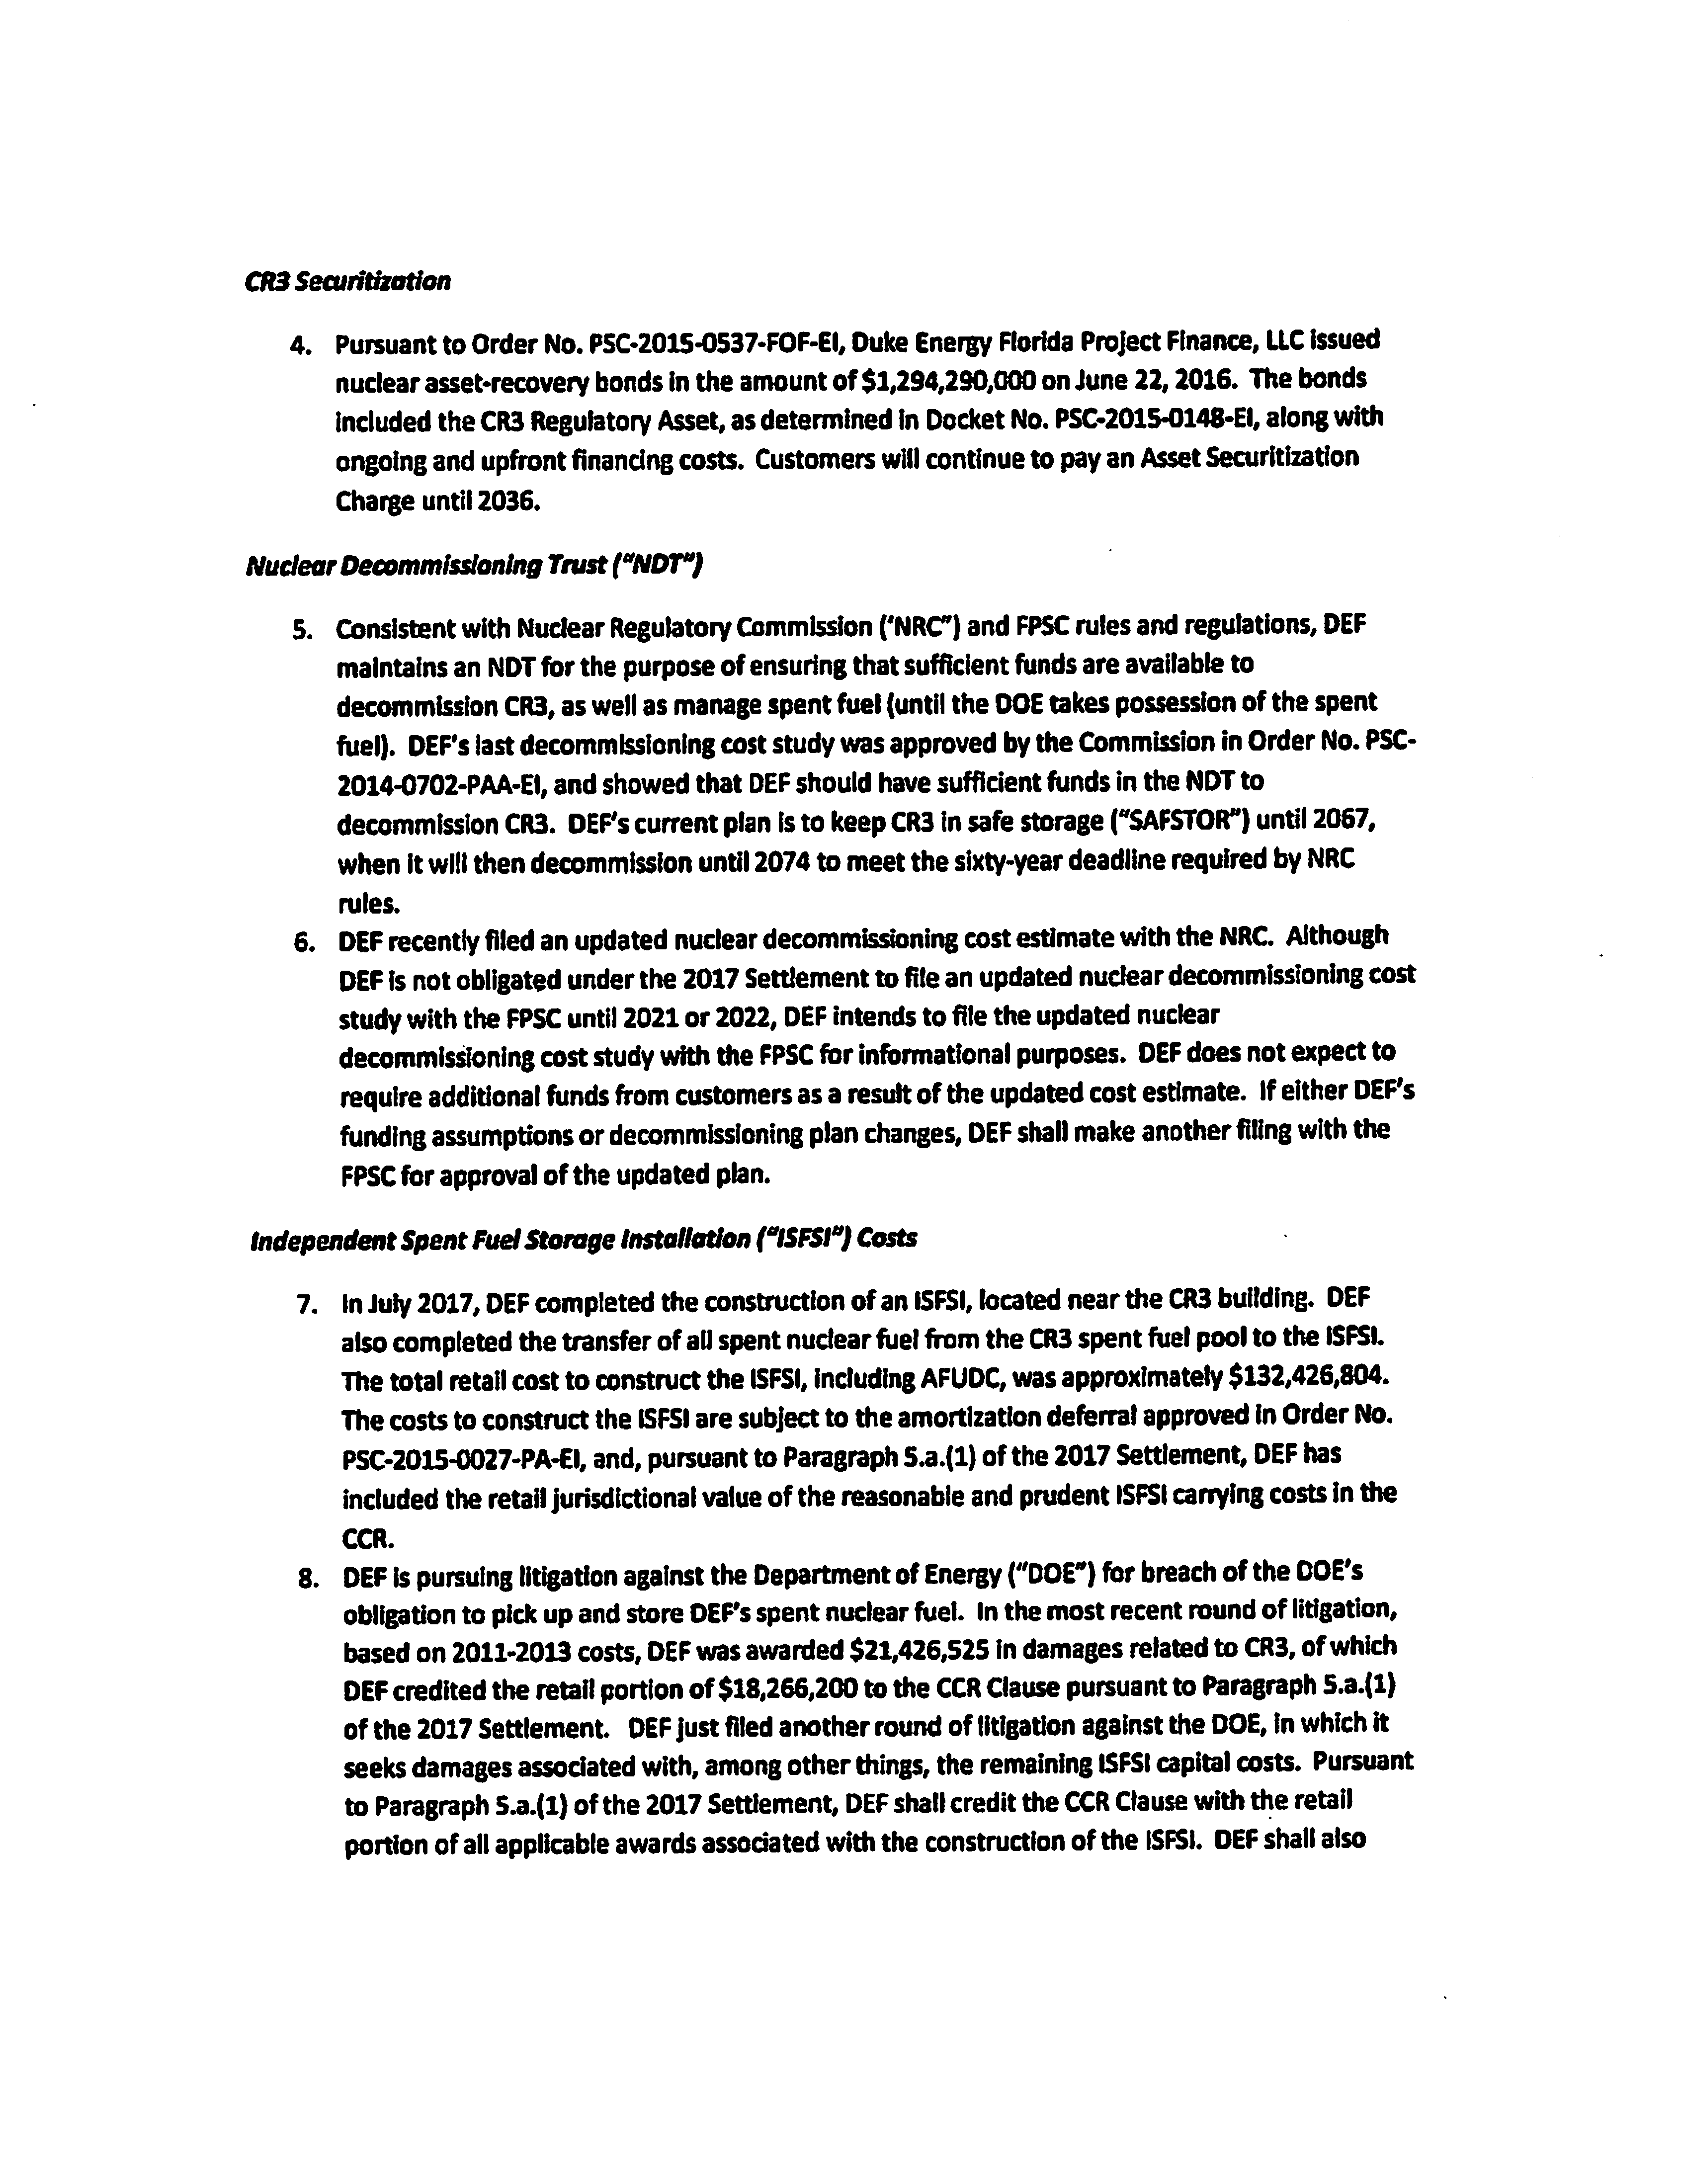 CR3 Securitization
4. Pursuant to Order No. PSC-2015-0537-FOF-EI, Duke Energy Florida Project Finance, LLC issued
nuclear asset-recovery bonds in the amount of $1,294,290,000 on June 22, 2016. The bonds
included the CR3 Regulatory Asset, as determined in Docket No. PSC-2015-0148-EI, along with
ongoing and upfront financing costs. Customers will continue to pay an Asset Securitization
Charge until 2036.
Nuclear Decommissioning Trust ("NDT")
5. Consistent with Nuclear Regulatory Commission ('NRC") and FPSC rules and regulations, DEF
maintains an NDT for the purpose of ensuring that sufficient funds are available to
decommission CR3, as well as manage spent fuel (until the DOE takes possession of the spent
fuel). DEF's last decommissioning cost study was approved by the Commission in Order No. PSC-
2014-0702-PAA-EI, and showed that DEF should have sufficient funds in the NDT to
decommission CR3. DEF's current plan is to keep CR3 in safe storage ("SAFSTOR") until 2067,
when it will then decommission until 2074 to meet the sixty-year deadline required by NRC
rules.
6. DEF recently filed an updated nuclear decommissioning cost estimate with the NRC. Although
DEF is not obligated under the 2017 Settlement to file an updated nuclear decommissioning cost
study with the FPSC until 2021 or 2022, DEF intends to file the updated nuclear
decommissioning cost study with the FPSC for informational purposes. DEF does not expect to
require additional funds from customers as a result of the updated cost estimate. If either DEF's
funding assumptions or decommissioning plan changes, DEF shall make another filing with the
FPSC for approval of the updated plan.
Independent Spent Fuel Storage Installation ("ISFSI") Costs
7. In July 2017, DEF completed the construction of an ISFSI, located near the CR3 building. DEF
also completed the transfer of all spent nuclear fuel from the CR3 spent fuel pool to the ISFSI.
The total retail cost to construct the ISFSI, including AFUDC, was approximately $132,426,804.
The costs to construct the ISFSI are subject to the amortization deferral approved in Order No.
PSC-2015-0027-PA-EI, and, pursuant to Paragraph 5.a.(1) of the 2017 Settlement, DEF has
included the retail jurisdictional value of the reasonable and prudent ISFSI carrying costs in the
CCR.
8. DEF is pursuing litigation against the Department of Energy ("DOE") for breach of the DOE's
obligation to pick up and store DEF's spent nuclear fuel. In the most recent round of litigation,
based on 2011-2013 costs, DEF was awarded $21,426,525 in damages related to CR3, of which
DEF credited the retail portion of $18,266,200 to the CCR Clause pursuant to Paragraph 5.a.(1)
of the 2017 Settlement. DEF just filed another round of litigation against the DOE, in which it
seeks damages associated with, among other things, the remaining ISFSI capital costs. Pursuant
to Paragraph 5.a.(1) of the 2017 Settlement, DEF shall credit the CCR Clause with the retail
portion of all applicable awards associated with the construction of the ISFSI. DEF shall also